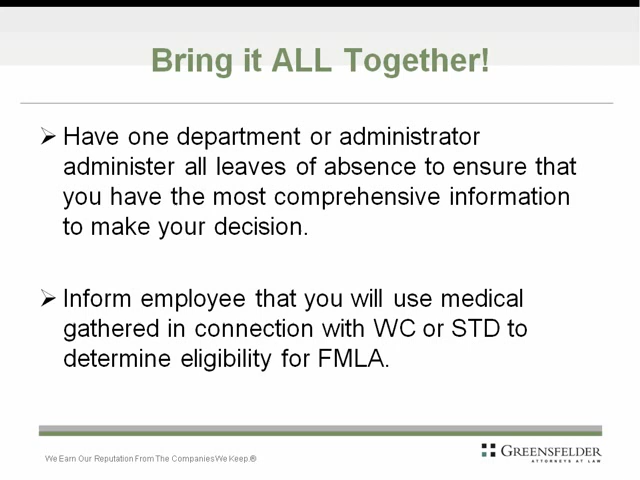 Bring it ALL Together!
➢ Have one department or administrator
administer all leaves of absence to ensure that
you have the most comprehensive information
to make your decision.
➢ Inform employee that you will use medical
gathered in connection with WC or STD to
determine eligibility for FMLA.
We Earn Our Reputation From The Companies We Keep.®
GREENSFELDER
ATTORNEYS AT LAW